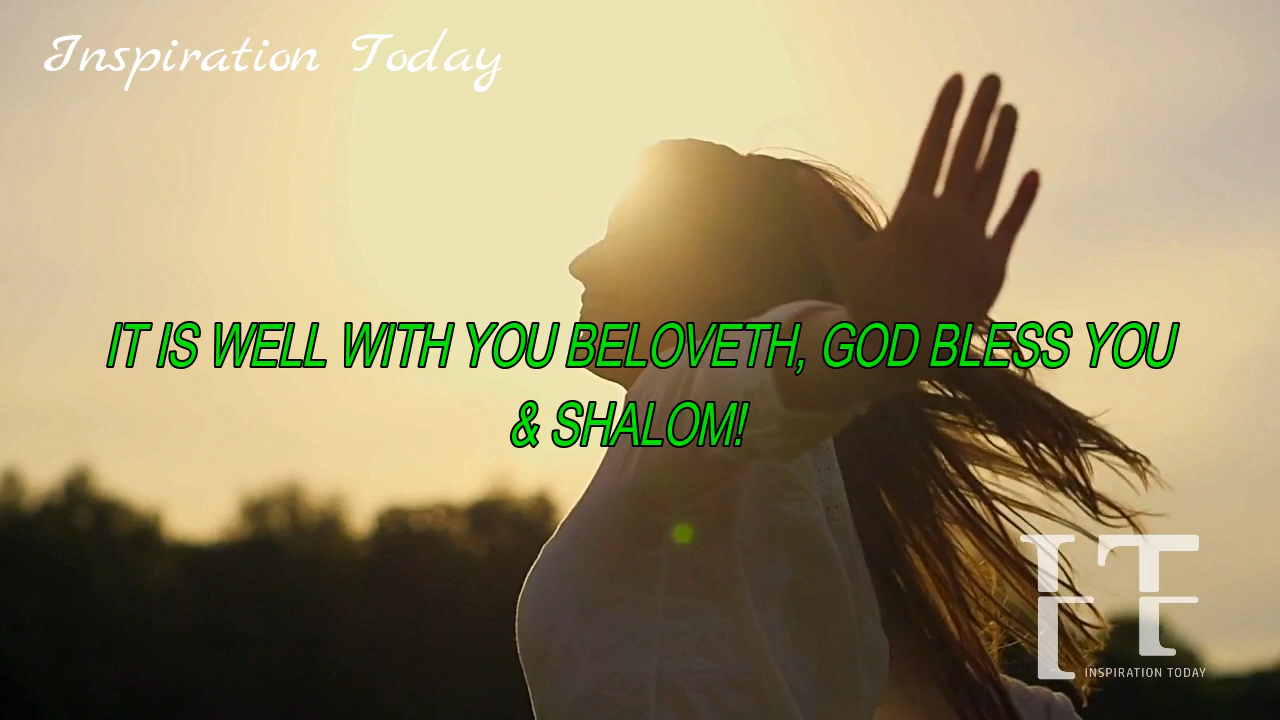 Inspiration Today
IT IS WELL WITH YOU BELOVETH, GOD BLESS YOU
& SHALOM!
IT
INSPIRATION TODAY